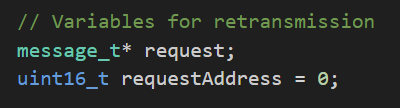 // Variables for retransmission
message_t* request;
uint16_t requestAddress = 0;